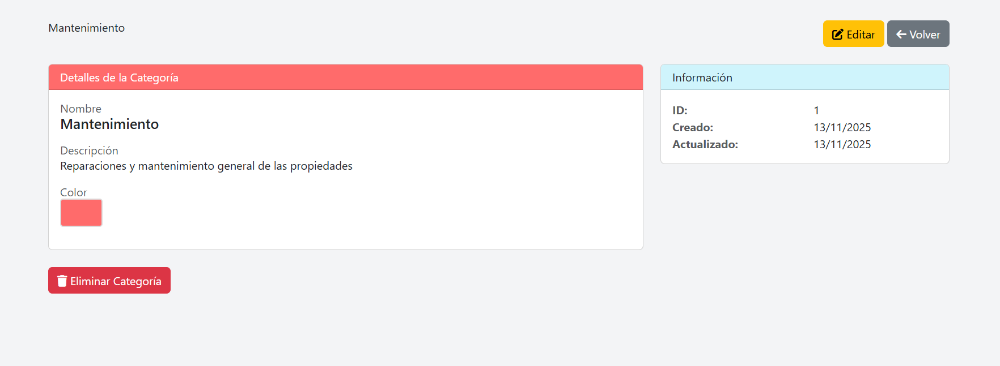 Mantenimiento
Editar
Volver
Detalles de la Categoría
Nombre
Mantenimiento
Descripción
Reparaciones y mantenimiento general de las propiedades
Color
Información
ID: 1
Creado: 13/11/2025
Actualizado: 13/11/2025
Eliminar Categoría